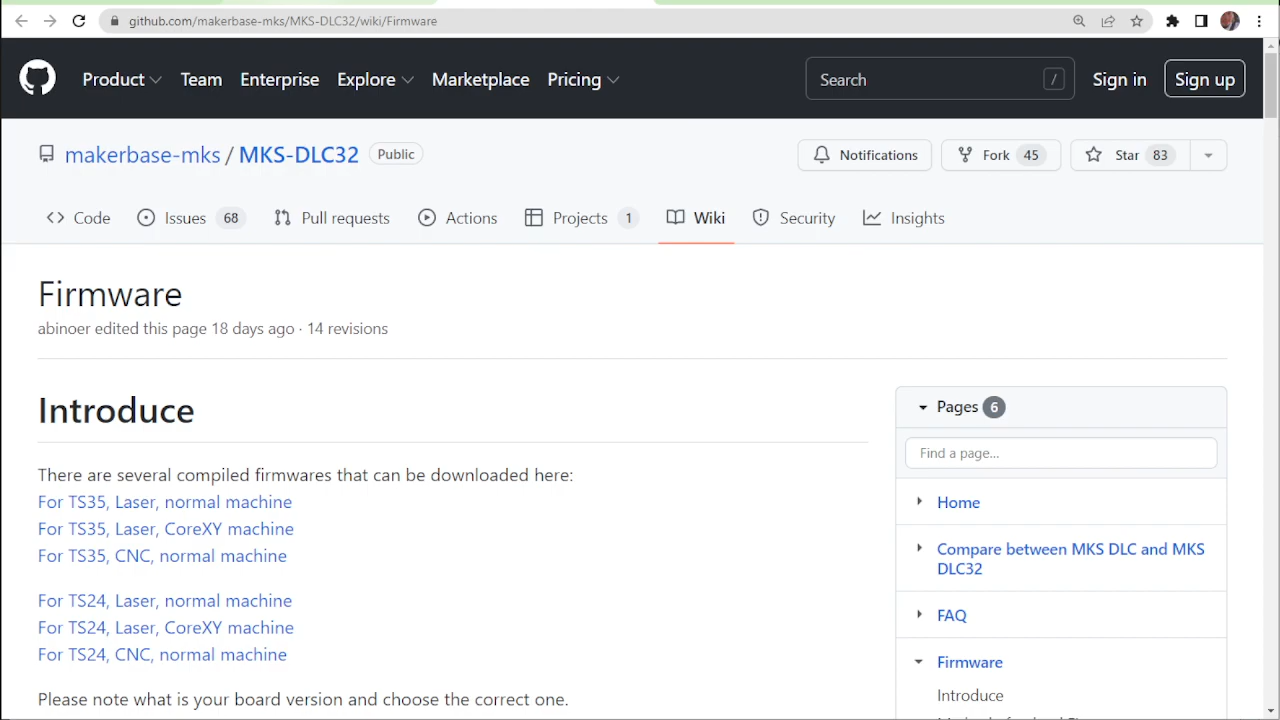 github.com/makerbase-mks/MKS-DLC32/wiki/Firmware
Product Team Enterprise Explore Marketplace Pricing Search / Sign in Sign up
makerbase-mks / MKS-DLC32 Public Notifications Fork 45 Star 83
Code Issues 68 Pull requests Actions Projects 1 Wiki Security Insights
Firmware
abinoer edited this page 18 days ago · 14 revisions
Introduce
There are several compiled firmwares that can be downloaded here:
For TS35, Laser, normal machine
For TS35, Laser, CoreXY machine
For TS35, CNC, normal machine
For TS24, Laser, normal machine
For TS24, Laser, CoreXY machine
For TS24, CNC, normal machine
Please note what is your board version and choose the correct one.
Pages 6
Find a page...
Home
Compare between MKS DLC and MKS
DLC32
FAQ
Firmware
Introduce